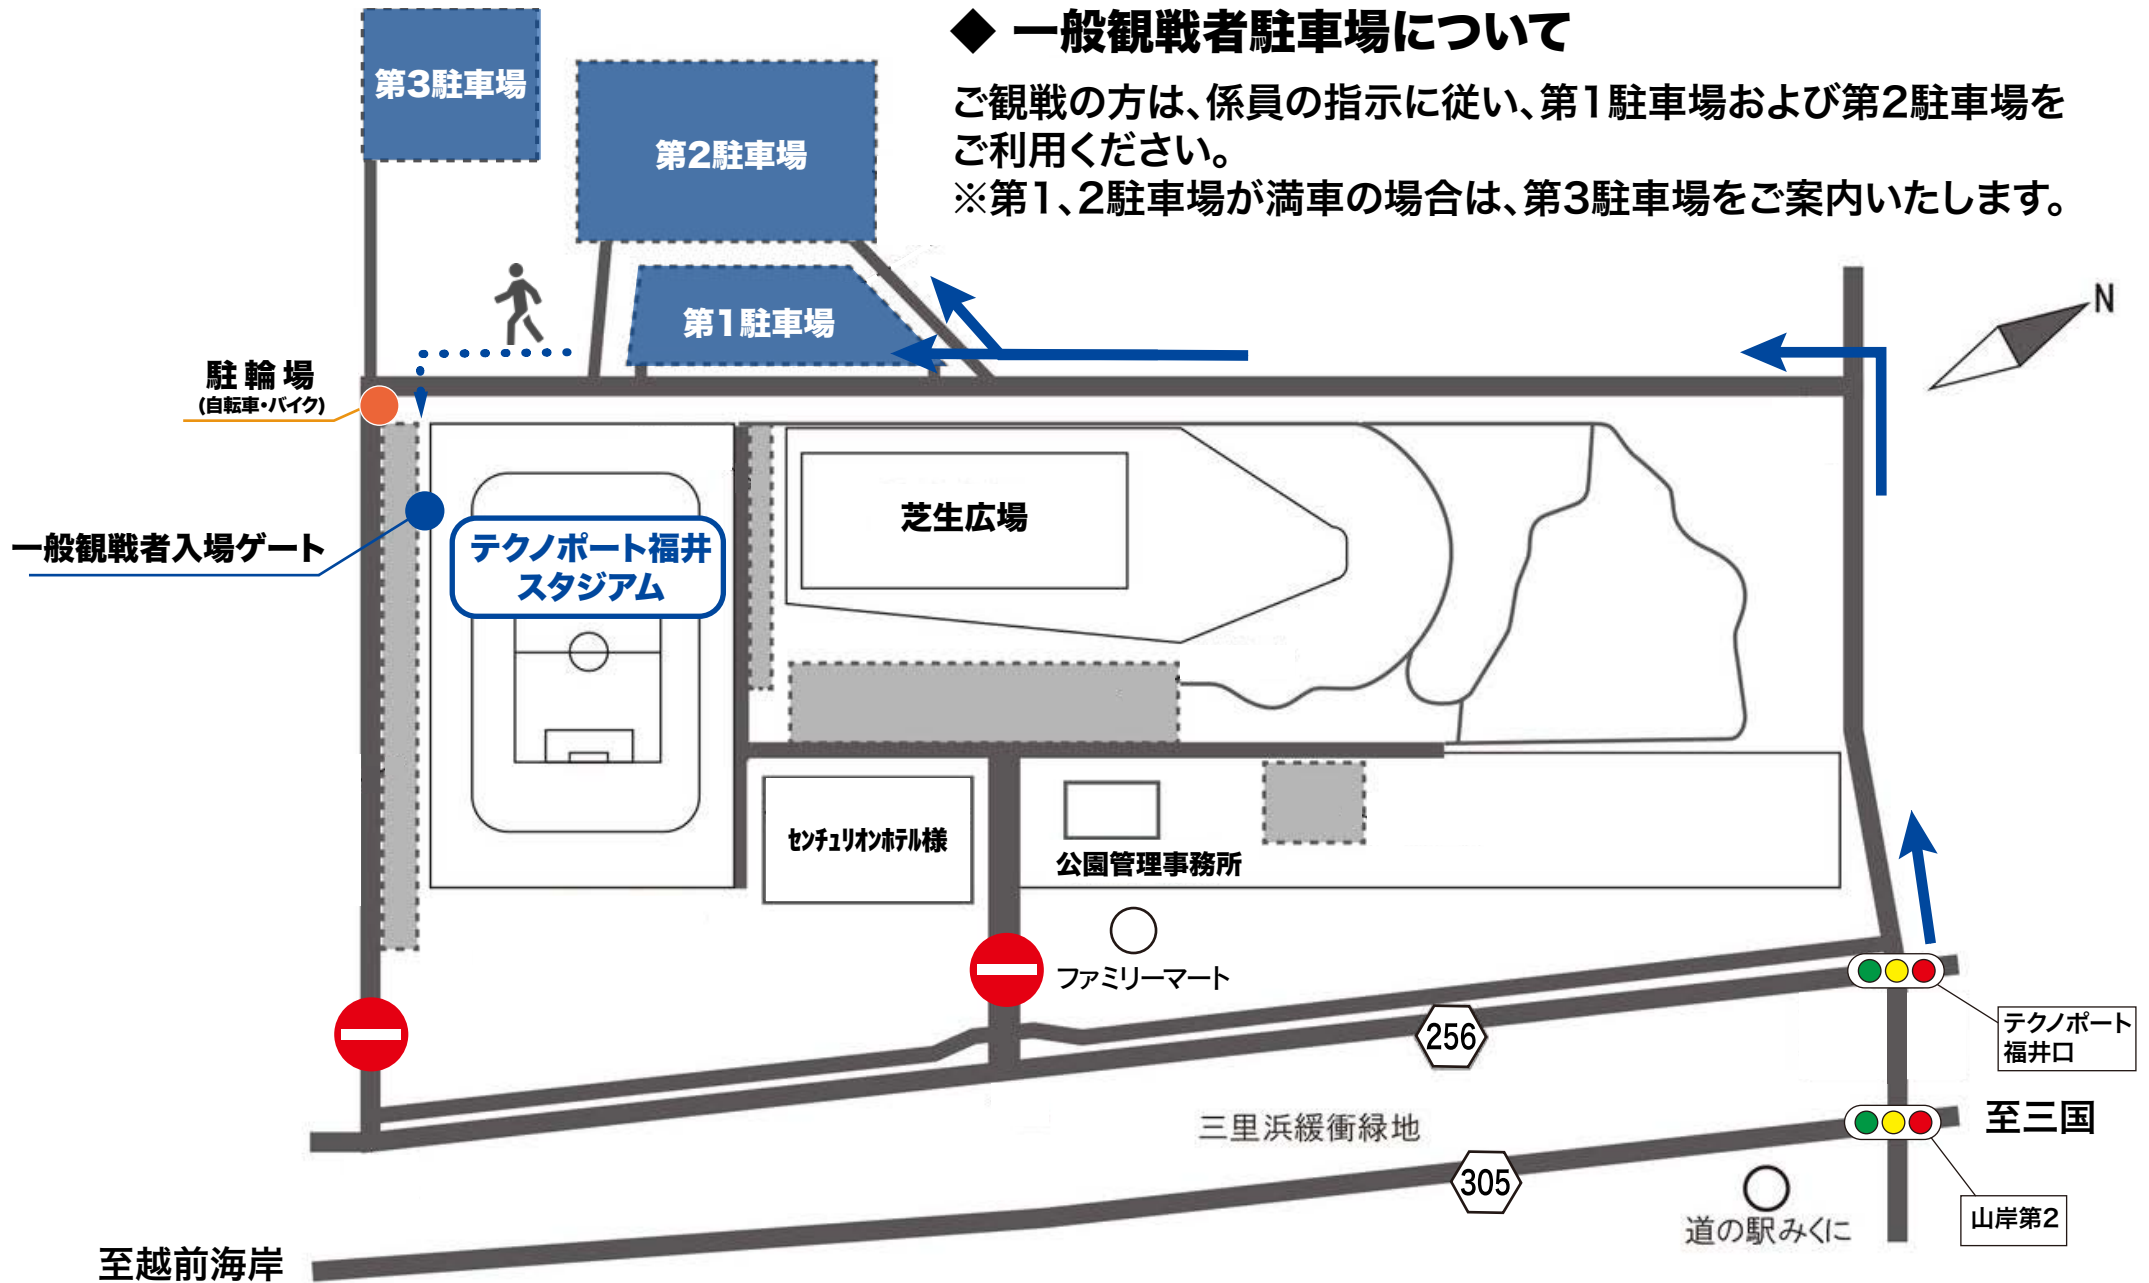 ◆ 一般観戦者駐車場について
ご観戦の方は、係員の指示に従い、第1駐車場および第2駐車場を
ご利用ください。
※第1、2駐車場が満車の場合は、第3駐車場をご案内いたします。
第3駐車場
第2駐車場
第1駐車場
N
駐輪場
(自転車・バイク)
一般観戦者入場ゲート
テクノポート福井
スタジアム
芝生広場
センチュリオンホテル様
公園管理事務所
ファミリーマート
256
テクノポート
福井口
三里浜緩衝緑地
至三国
305
道の駅みくに
山岸第2
至越前海岸